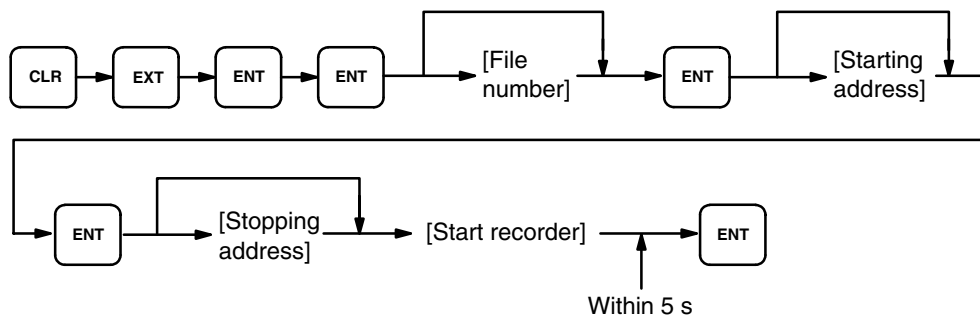 CLR EXT ENT ENT [File number] ENT [Starting address]
ENT [Stopping address] [Start recorder] ENT
Within 5 s